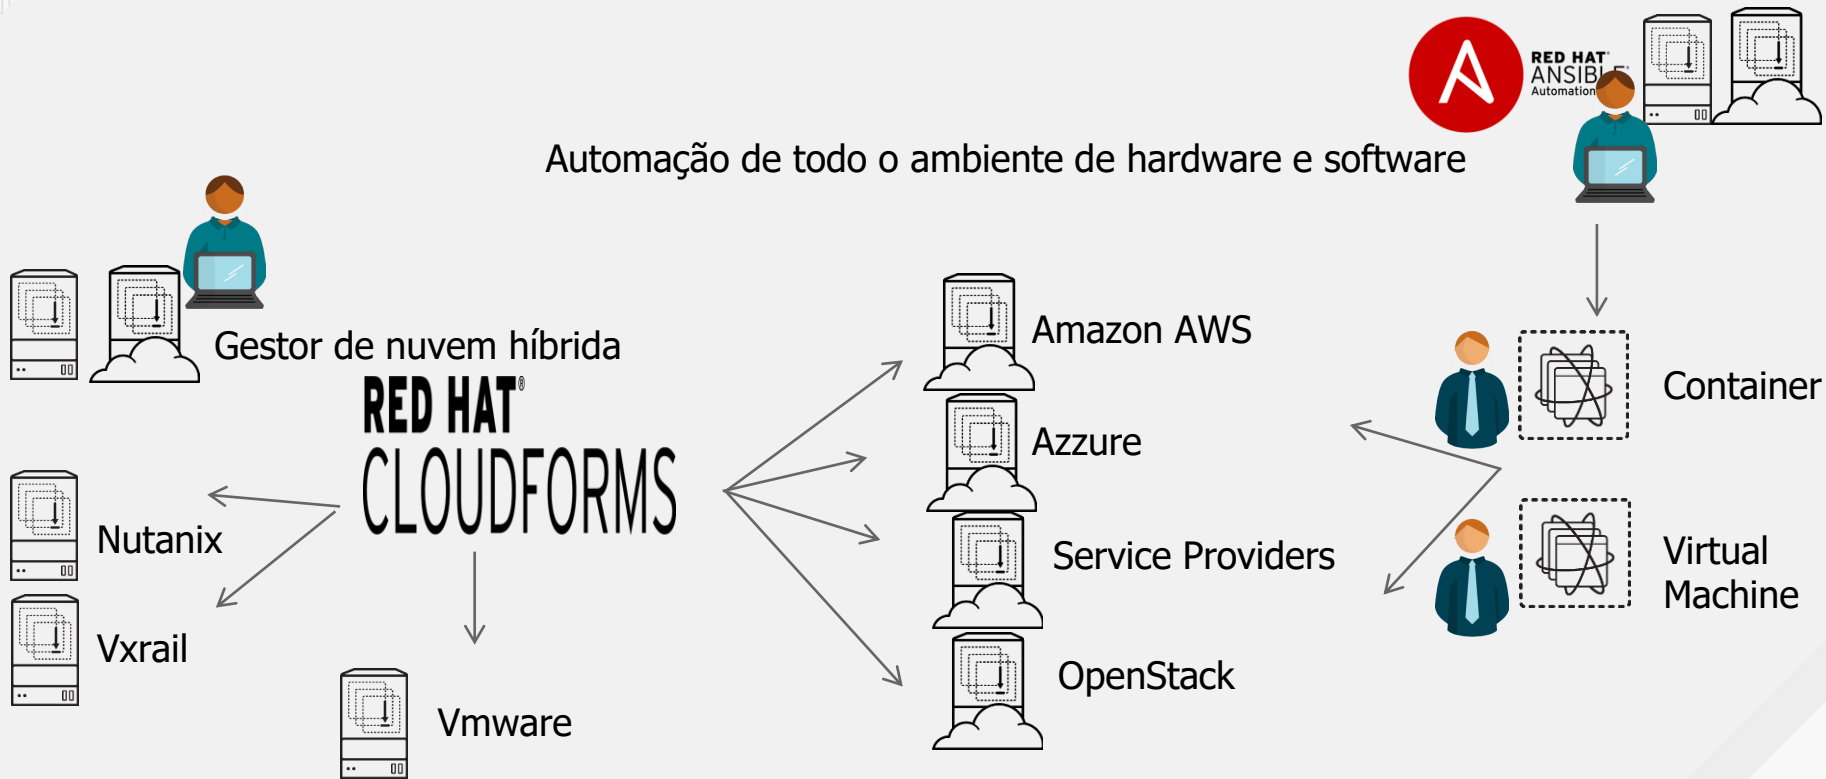 RED HAT®
ANSIBLE®
Automation
Automação de todo o ambiente de hardware e software
Gestor de nuvem híbrida
RED HAT®
CLOUDFORMS
Amazon AWS
Azzure
Service Providers
OpenStack
Container
Virtual
Machine
Nutanix
Vxrail
Vmware